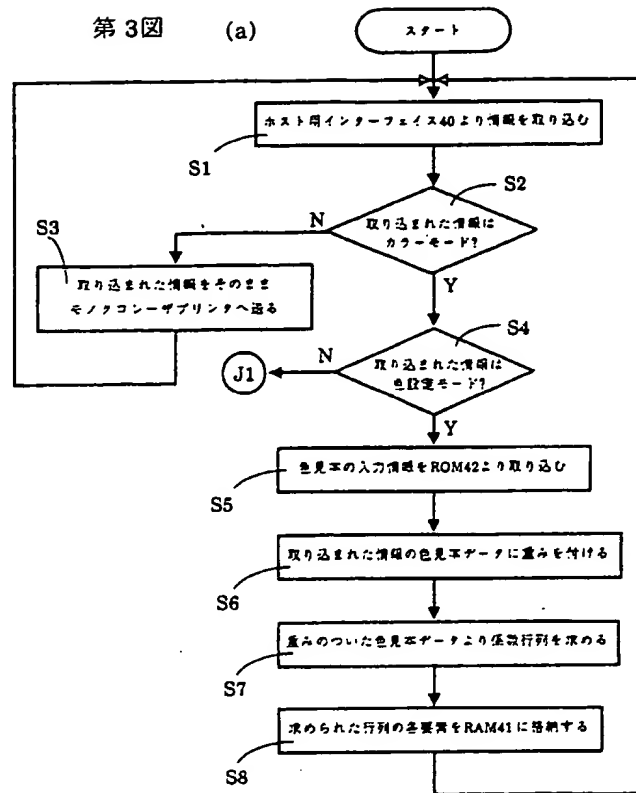 第3図 (a)
スタート
ホスト用インターフェイス40より情報を取り込む
S1
S2
取り込まれた情報は
カラーモード?
N
Y
S3
取り込まれた情報をそのまま
モノクロレーザプリンタへ送る
S4
取り込まれた情報は
色設定モード?
N
J1
Y
色見本の入力情報をROM42より取り込む
S5
取り込まれた情報の色見本データに重みを付ける
S6
重みのついた色見本データより係数行列を求める
S7
求められた行列の各要素をRAM41に格納する
S8